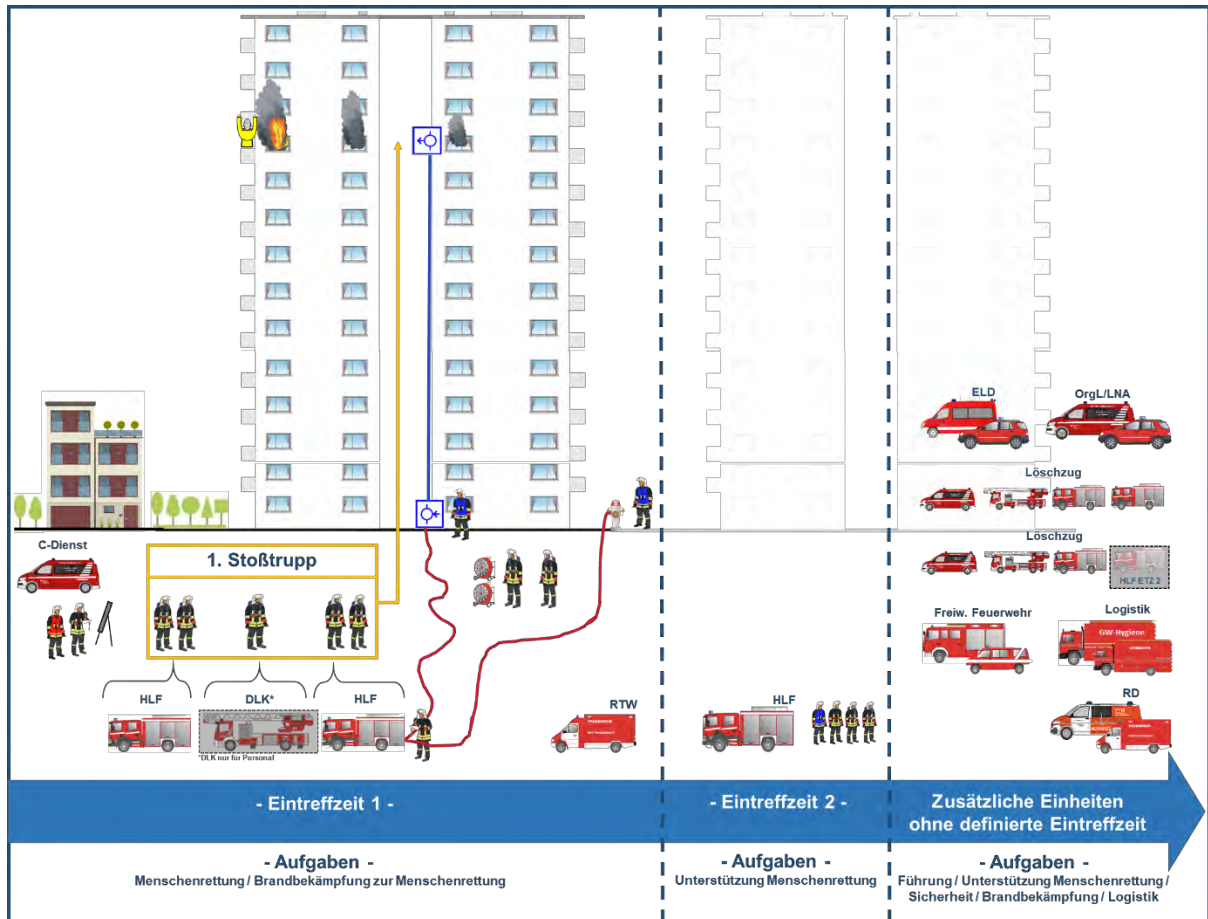 C-Dienst
1. Stoßtrupp
HLF
DLK*
HLF
*DLK nur für Personal
RTW
HLF
ELD
OrgL/LNA
Löschzug
Löschzug
HLF ETZ 2
Freiw. Feuerwehr
Logistik
GW-Hygiene
RD
- Eintreffzeit 1 -
- Eintreffzeit 2 -
Zusätzliche Einheiten
ohne definierte Eintreffzeit
- Aufgaben -
Menschenrettung / Brandbekämpfung zur Menschenrettung
- Aufgaben -
Unterstützung Menschenrettung
- Aufgaben -
Führung / Unterstützung Menschenrettung /
Sicherheit / Brandbekämpfung / Logistik